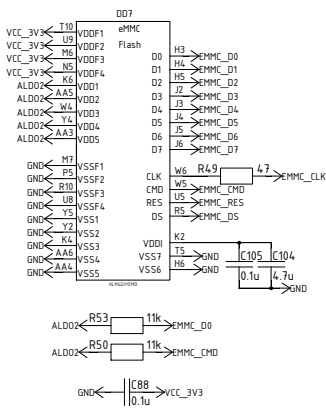 DD7
eMMC
Flash
VCC_3V3 T10 VDDF1
VCC_3V3 U9 VDDF2
VCC_3V3 M6 VDDF3
VCC_3V3 N5 VDDF4
ALDO2 K6 VDD1
ALDO2 AA5 VDD2
ALDO2 W4 VDD3
ALDO2 Y4 VDD4
ALDO2 AA3 VDD5
D0 H3 EMMC_D0
D1 H4 EMMC_D1
D2 H5 EMMC_D2
D3 J2 EMMC_D3
D4 J3 EMMC_D4
D5 J4 EMMC_D5
D6 J5 EMMC_D6
D7 J6 EMMC_D7
GND M7 VSSF1
GND P5 VSSF2
GND R10 VSSF3
GND U8 VSSF4
GND Y5 VSS1
GND Y2 VSS2
GND K4 VSS3
GND AA6 VSS4
GND AA4 VSS5
CLK W6 R49 47 EMMC_CLK
CMD W5 EMMC_CMD
RES U5 EMMC_RES
DS R5 EMMC_DS
VDDI K2
VSS7 T5 GND
VSS6 H6 GND
C105 0.1u
C104 4.7u
GND
ALDO2 R53 11k EMMC_D0
ALDO2 R50 11k EMMC_CMD
GND C88 0.1u VCC_3V3